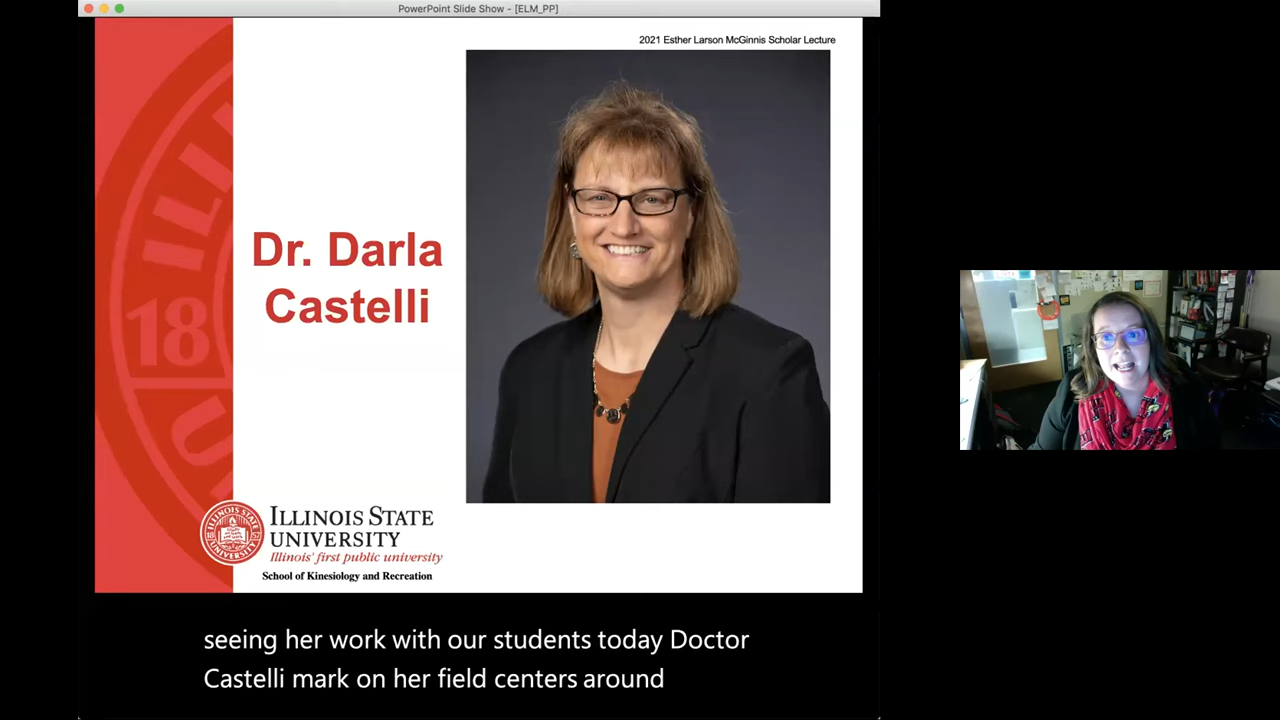 PowerPoint Slide Show - [ELM_PP]
2021 Esther Larson McGinnis Scholar Lecture
Dr. Darla
Castelli
18
ILLINOIS STATE
UNIVERSITY
Illinois' first public university
School of Kinesiology and Recreation
seeing her work with our students today Doctor
Castelli mark on her field centers around